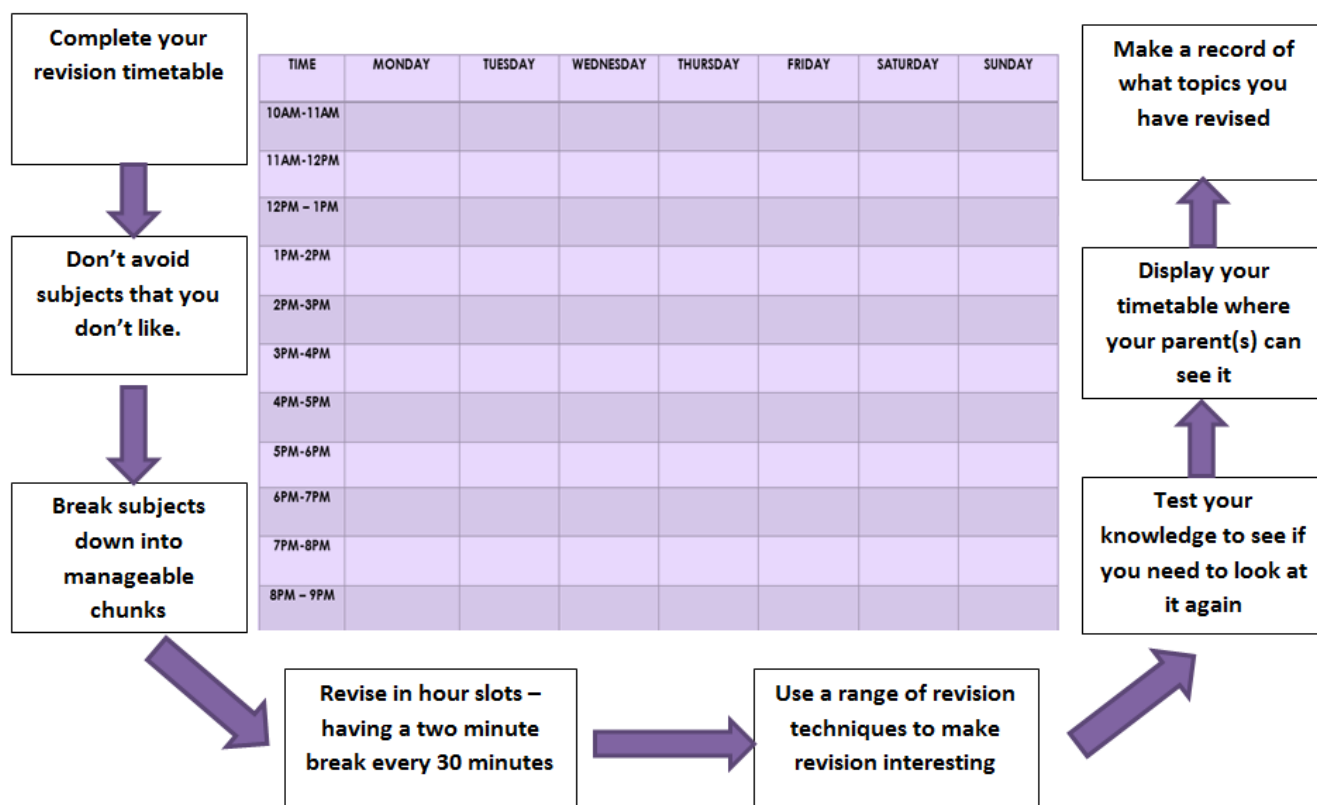 Complete your
revision timetable
Don’t avoid
subjects that you
don’t like.
Break subjects
down into
manageable
chunks
TIME MONDAY TUESDAY WEDNESDAY THURSDAY FRIDAY SATURDAY SUNDAY
10AM-11AM
11AM-12PM
12PM – 1PM
1PM-2PM
2PM-3PM
3PM-4PM
4PM-5PM
5PM-6PM
6PM-7PM
7PM-8PM
8PM – 9PM
Revise in hour slots –
having a two minute
break every 30 minutes
Use a range of revision
techniques to make
revision interesting
Test your
knowledge to see if
you need to look at
it again
Display your
timetable where
your parent(s) can
see it
Make a record of
what topics you
have revised